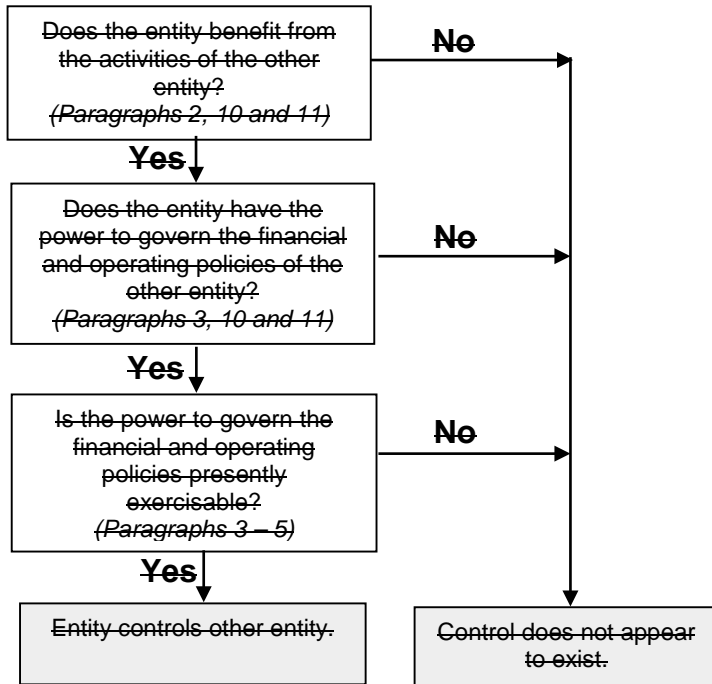 Does the entity benefit from
the activities of the other
entity?
(Paragraphs 2, 10 and 11)
No
Yes
Does the entity have the
power to govern the financial
and operating policies of the
other entity?
(Paragraphs 3, 10 and 11)
No
Yes
Is the power to govern the
financial and operating
policies presently
exercisable?
(Paragraphs 3 – 5)
No
Yes
Entity controls other entity.
Control does not appear
to exist.